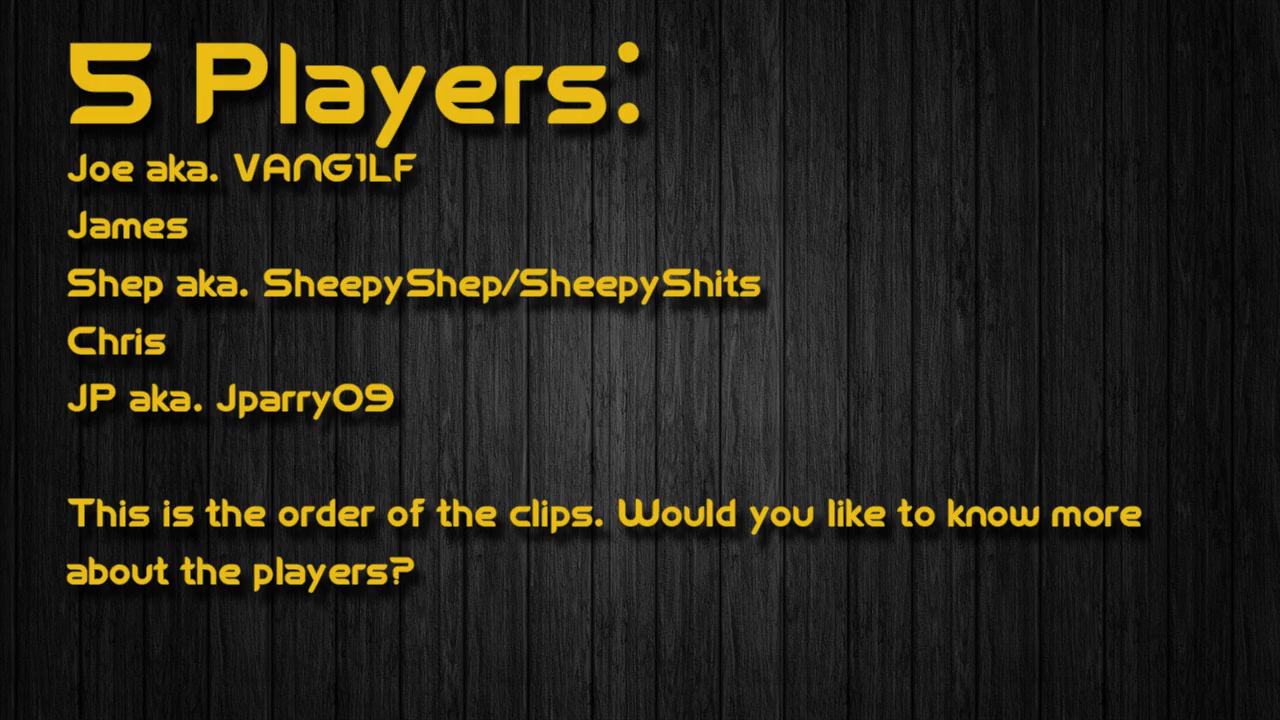 5 Players:
Joe aka. VANG1LF
James
Shep aka. SheepyShep/SheepyShits
Chris
JP aka. Jparry09
This is the order of the clips. Would you like to know more
about the players?